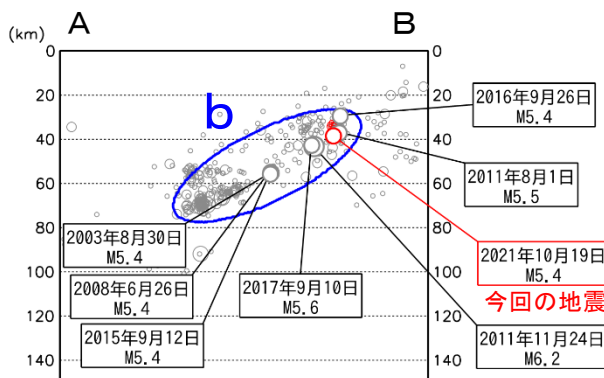 A
B
(km)
0
20
40
60
80
100
120
140
0
20
40
60
80
100
120
140
b
2016年9月26日
M5.4
2011年8月1日
M5.5
2021年10月19日
M5.4
今回の地震
2011年11月24日
M6.2
2017年9月10日
M5.6
2003年8月30日
M5.4
2008年6月26日
M5.4
2015年9月12日
M5.4